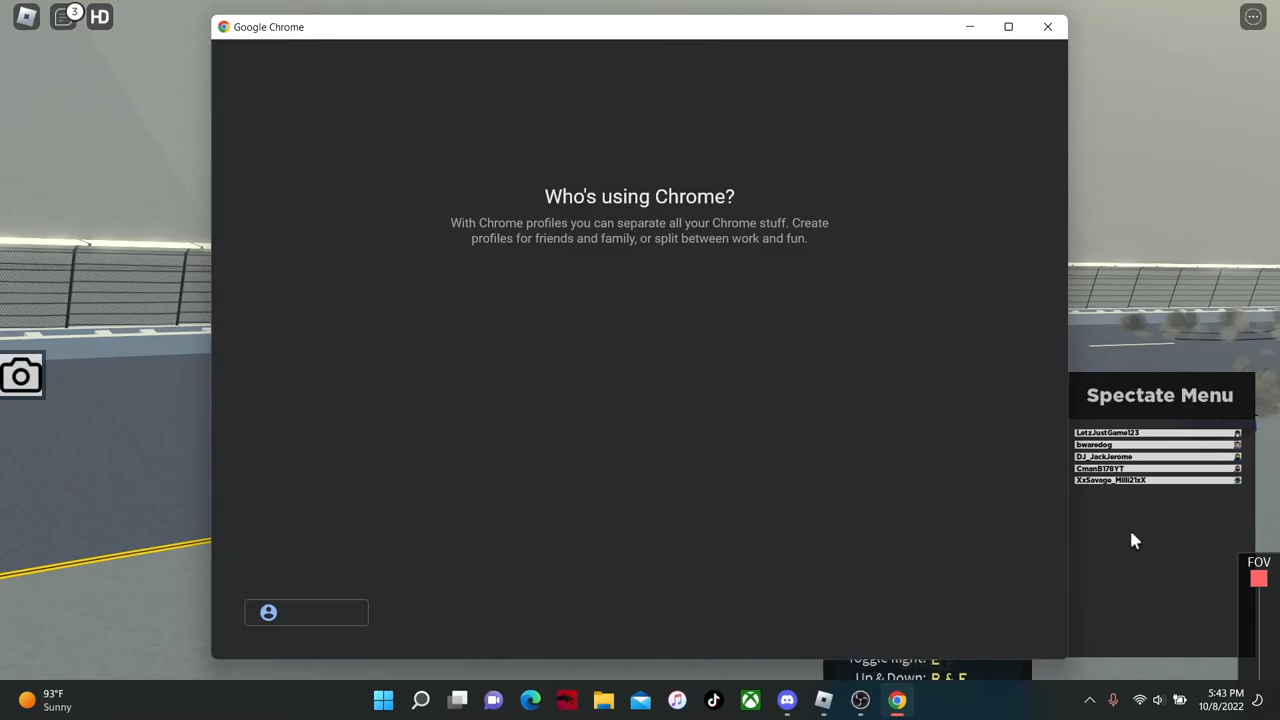 3
HD
Google Chrome
Who's using Chrome?
With Chrome profiles you can separate all your Chrome stuff. Create
profiles for friends and family, or split between work and fun.
Spectate Menu
LetzJustGame123
bwaredog
DJ_JackJerome
CmanB178YT
XxSavage_Milli21xX
FOV
Toggle Right: E
Up & Down: R & F
93°F
Sunny
5:43 PM
10/8/2022